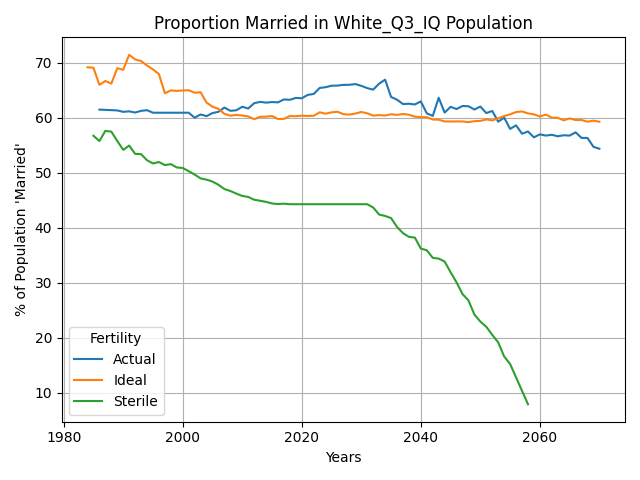 Proportion Married in White_Q3_IQ Population
% of Population 'Married'
70
60
50
40
30
20
10
Fertility
Actual
Ideal
Sterile
1980
2000
2020
2040
2060
Years